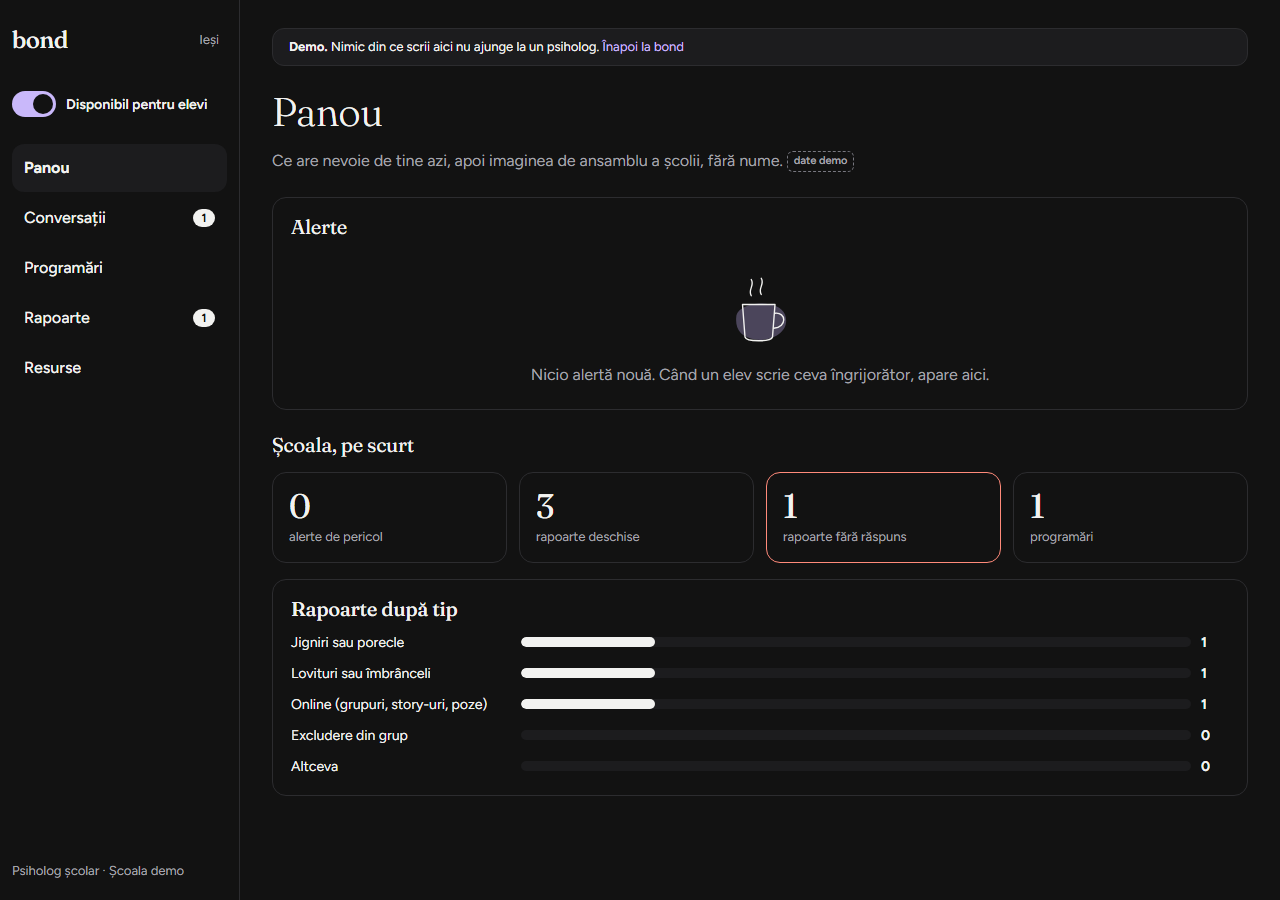 bond
Ieși
Disponibil pentru elevi
Panou
Conversații 1
Programări
Rapoarte 1
Resurse
Psiholog școlar · Școala demo
Demo. Nimic din ce scrii aici nu ajunge la un psiholog. Înapoi la bond
Panou
Ce are nevoie de tine azi, apoi imaginea de ansamblu a școlii, fără nume. date demo
Alerte
Nicio alertă nouă. Când un elev scrie ceva îngrijorător, apare aici.
Școala, pe scurt
0
alerte de pericol
3
rapoarte deschise
1
rapoarte fără răspuns
1
programări
Rapoarte după tip
Jigniri sau porecle 1
Lovituri sau îmbrânceli 1
Online (grupuri, story-uri, poze) 1
Excludere din grup 0
Altceva 0